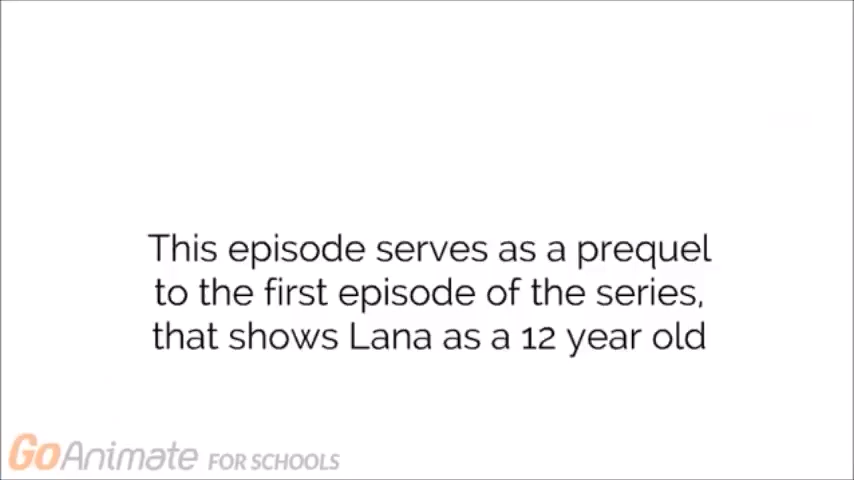 This episode serves as a prequel
to the first episode of the series,
that shows Lana as a 12 year old
GoAnimate FOR SCHOOLS